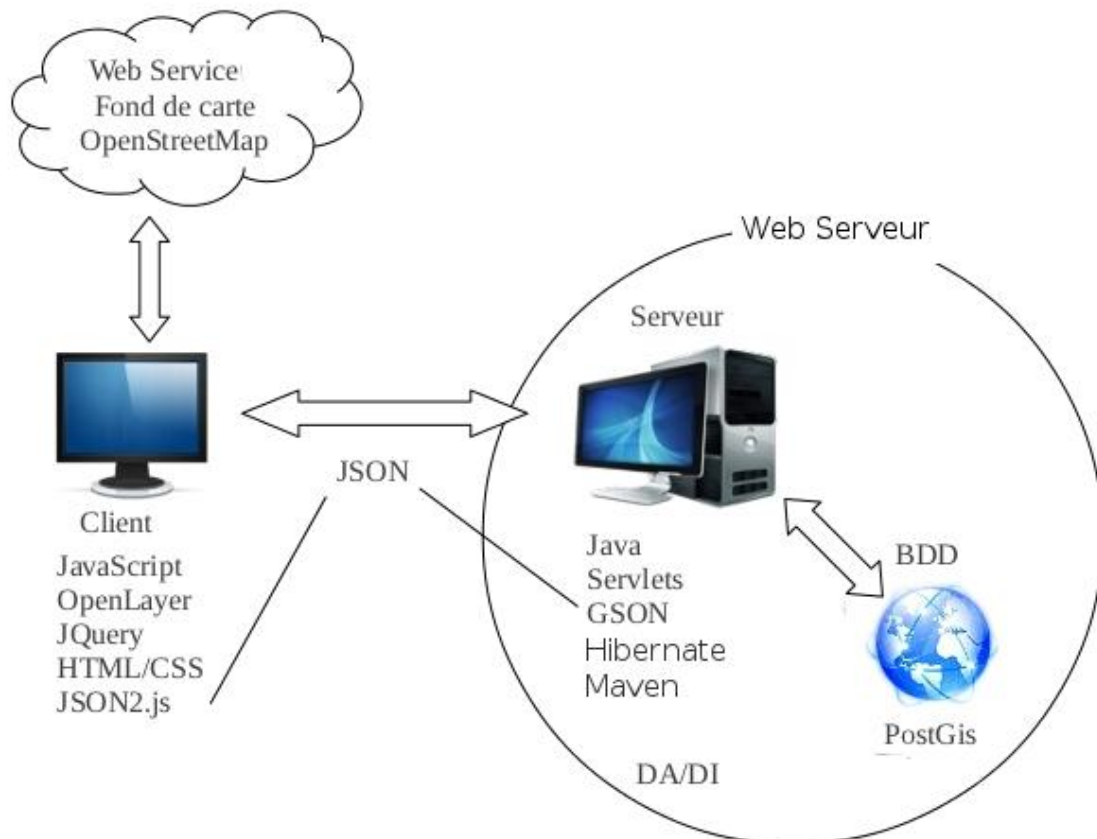 Web Service
Fond de carte
OpenStreetMap
Web Serveur
Serveur
JSON
Client
JavaScript
OpenLayer
JQuery
HTML/CSS
JSON2.js
Java
Servlets
GSON
Hibernate
Maven
BDD
PostGis
DA/DI